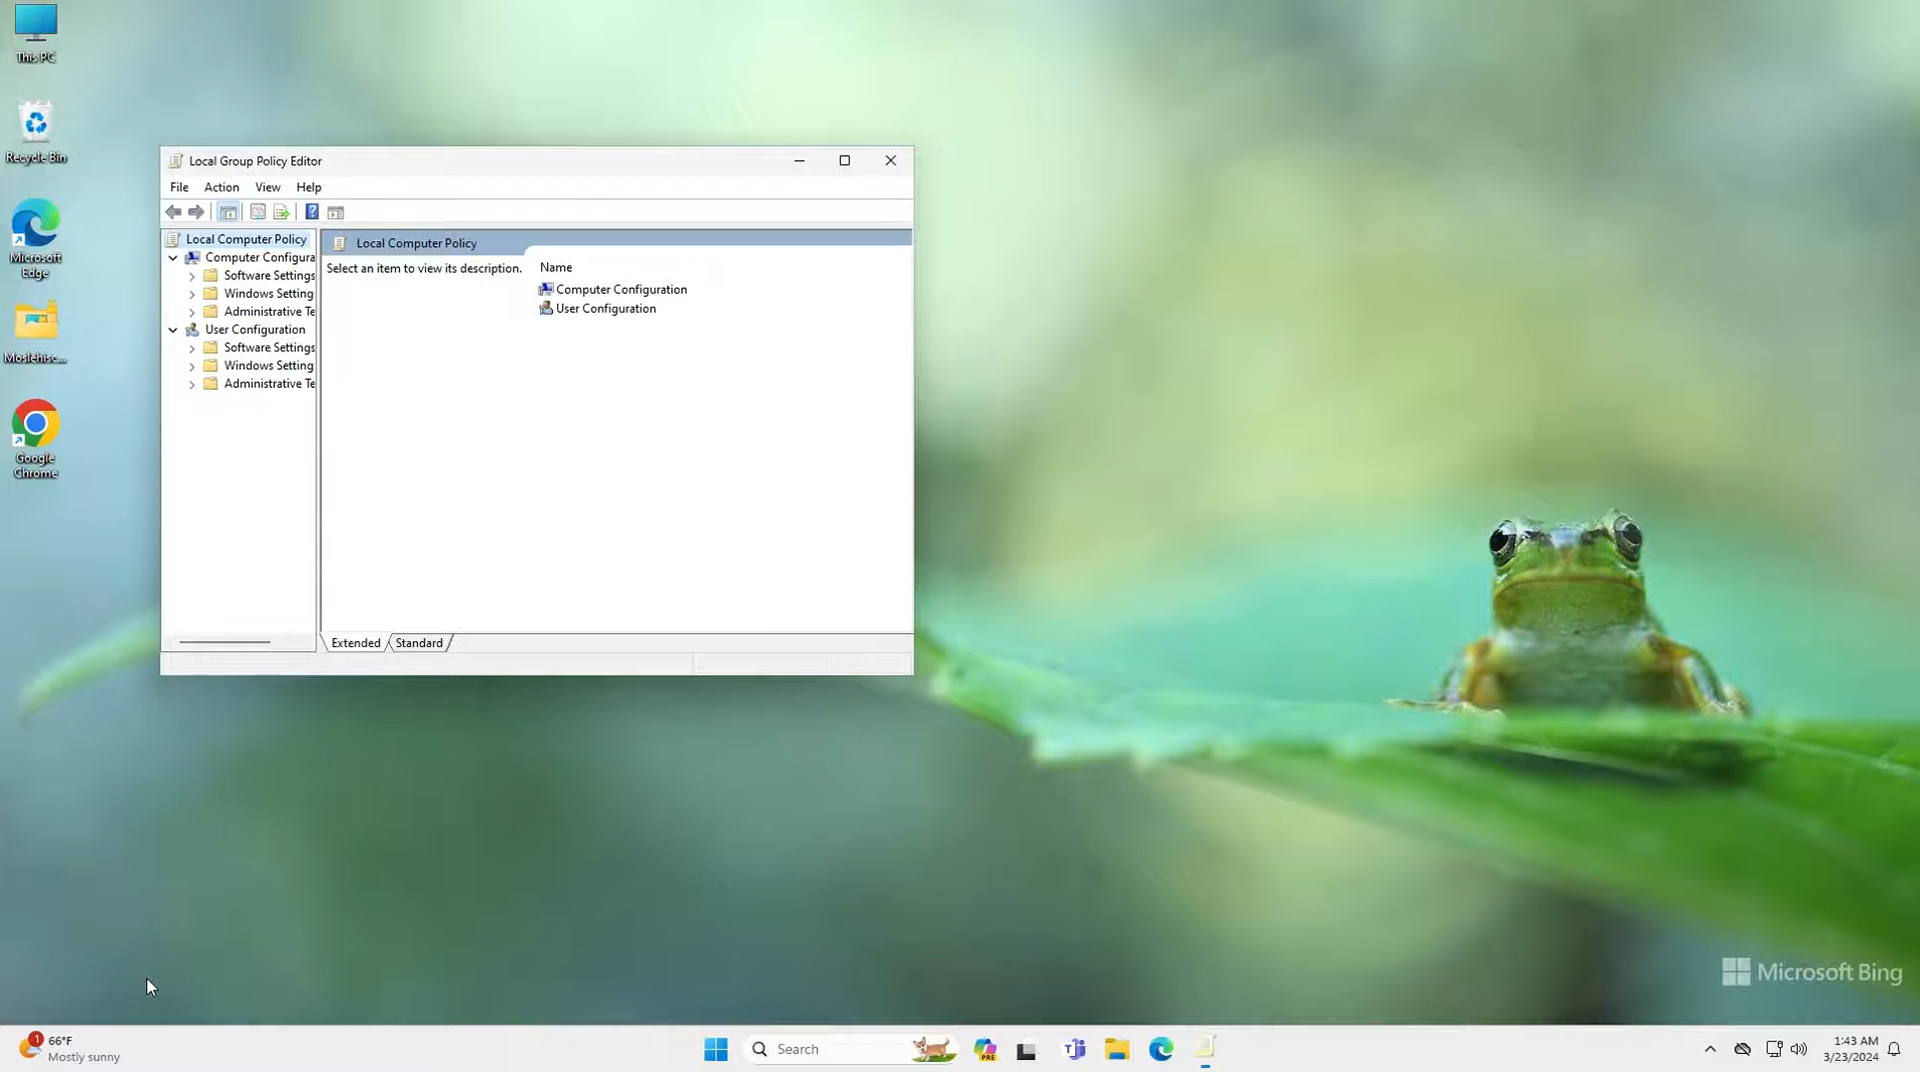 This PC
Recycle Bin
Microsoft
Edge
Moslehisc...
Google
Chrome
Local Group Policy Editor
File Action View Help
Local Computer Policy
Computer Configura
Software Settings
Windows Setting
Administrative Te
User Configuration
Software Settings
Windows Setting
Administrative Te
Local Computer Policy
Select an item to view its description.
Name
Computer Configuration
User Configuration
Extended Standard
Microsoft Bing
1
66°F
Mostly sunny
Search
PRE
1:43 AM
3/23/2024